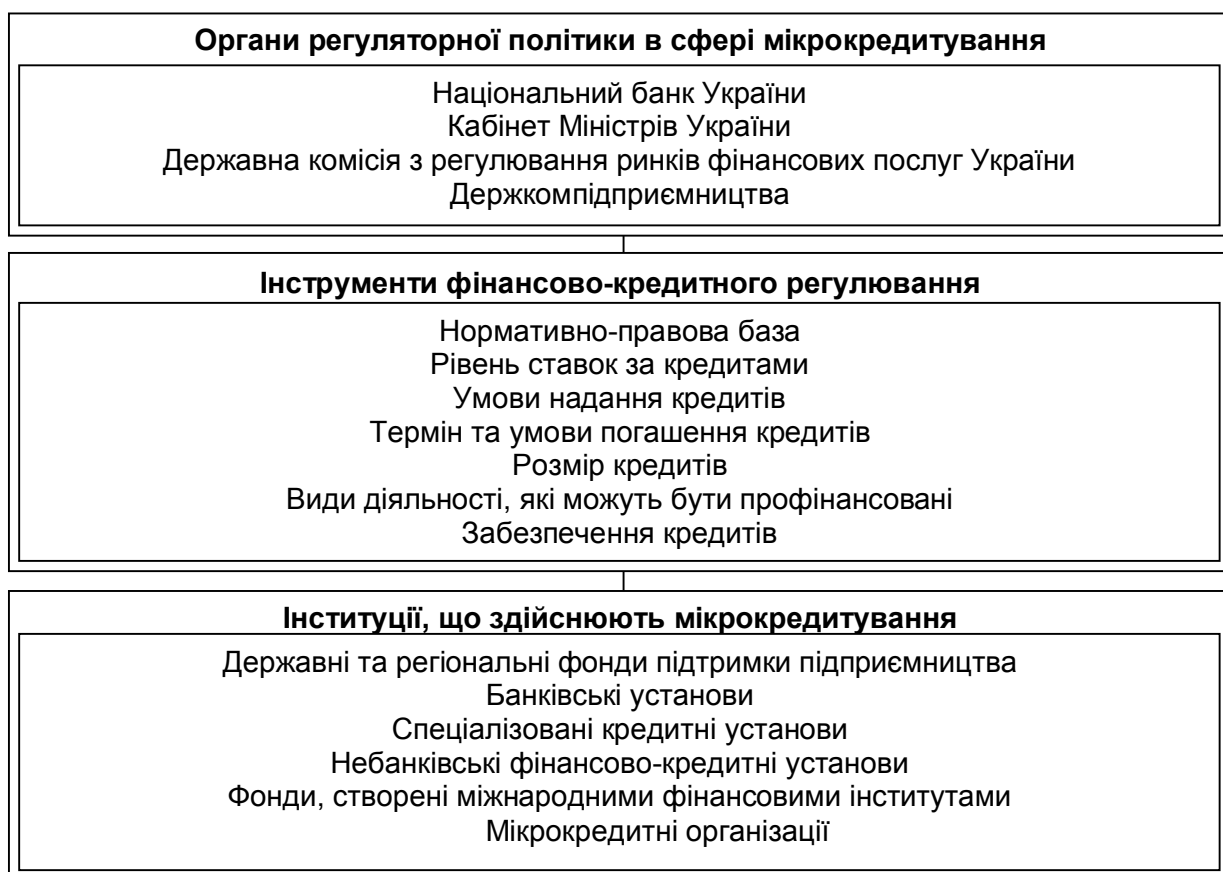 Органи регуляторної політики в сфері мікрокредитування
Національний банк України
Кабінет Міністрів України
Державна комісія з регулювання ринків фінансових послуг України
Держкомпідприємництва
Інструменти фінансово-кредитного регулювання
Нормативно-правова база
Рівень ставок за кредитами
Умови надання кредитів
Термін та умови погашення кредитів
Розмір кредитів
Види діяльності, які можуть бути профінансовані
Забезпечення кредитів
Інституції, що здійснюють мікрокредитування
Державні та регіональні фонди підтримки підприємництва
Банківські установи
Спеціалізовані кредитні установи
Небанківські фінансово-кредитні установи
Фонди, створені міжнародними фінансовими інститутами
Мікрокредитні організації